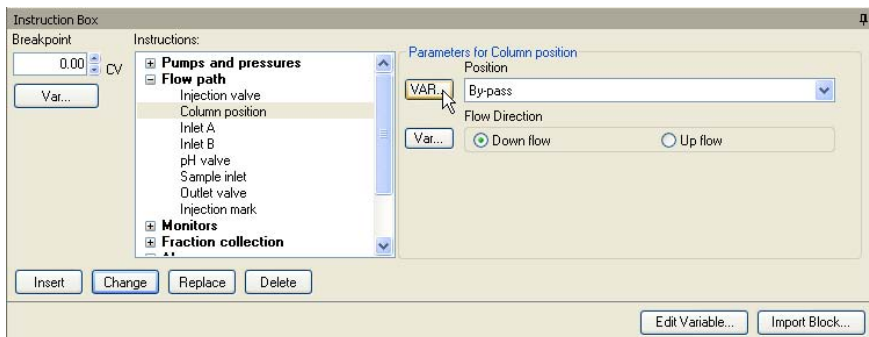 Instruction Box
Breakpoint
0.00 CV
Var...
Instructions:
Pumps and pressures
Flow path
Injection valve
Column position
Inlet A
Inlet B
pH valve
Sample inlet
Outlet valve
Injection mark
Monitors
Fraction collection
Parameters for Column position
Position
VAR... By-pass
Flow Direction
Var... Down flow Up flow
Insert Change Replace Delete
Edit Variable... Import Block...